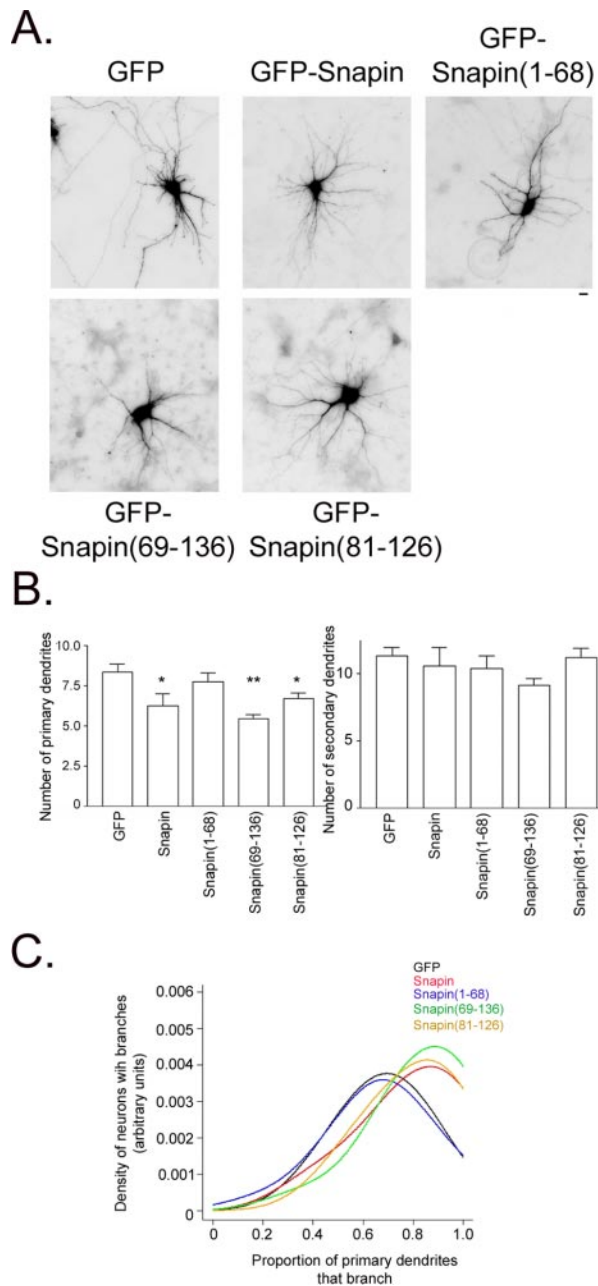 A.
GFP
GFP-Snapin
GFP-
Snapin(1-68)
GFP-
Snapin(69-136)
GFP-
Snapin(81-126)
B.
Number of primary dendrites
10.0
7.5
5.0
2.5
0
*
**
*
GFP
Snapin
Snapin(1-68)
Snapin(69-136)
Snapin(81-126)
Number of secondary dendrites
10
5
0
GFP
Snapin
Snapin(1-68)
Snapin(69-136)
Snapin(81-126)
C.
GFP
Snapin
Snapin(1-68)
Snapin(69-136)
Snapin(81-126)
Density of neurons wih branches
(arbitrary units)
0.006
0.005
0.004
0.003
0.002
0.001
0
0
0.2
0.4
0.6
0.8
1.0
Proportion of primary dendrites
that branch